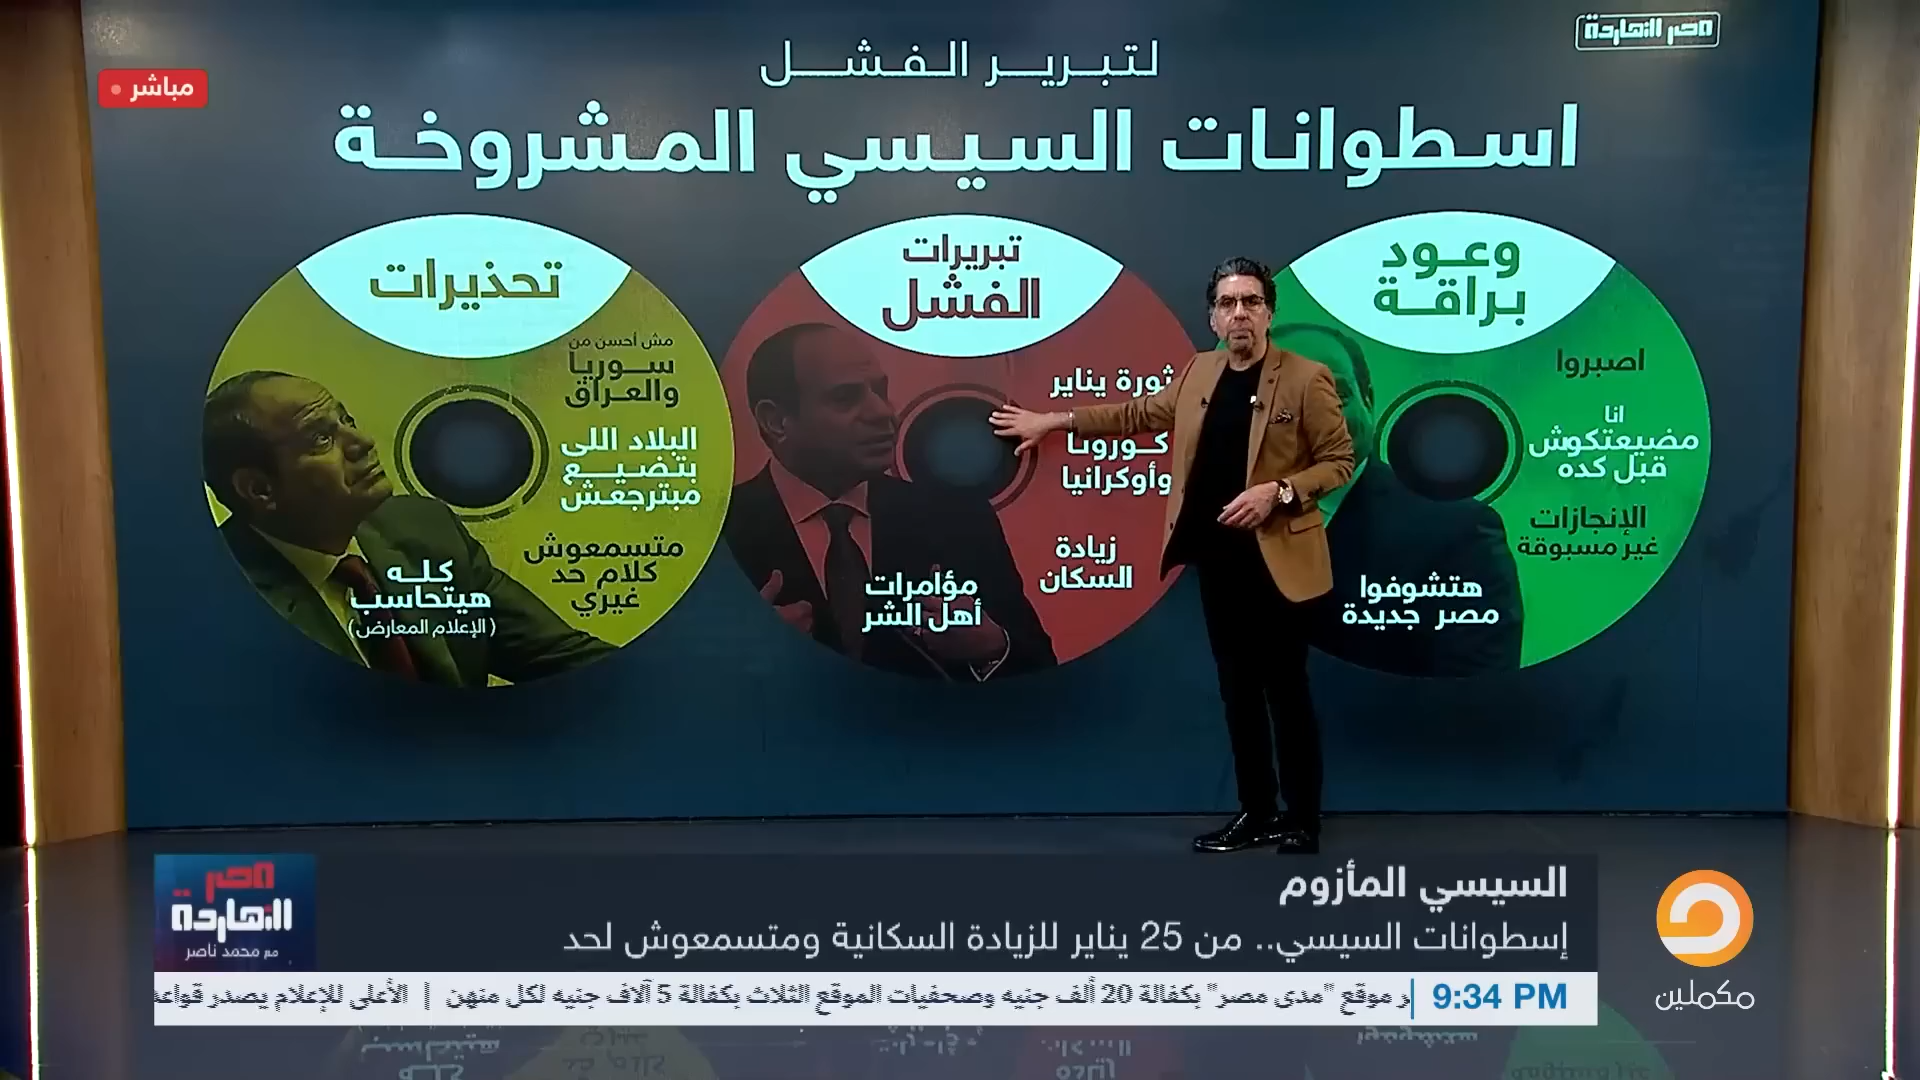 مصر النهاردة
مباشر
لتبرير الفشل
اسطوانات السيسي المشروخة
وعود
براقة
اصبروا
انا
مضيعتكوش
قبل كده
الإنجازات
غير مسبوقة
هتشوفوا
مصر جديدة
تبريرات
الفشل
ثورة يناير
كورونا
وأوكرانيا
زيادة
السكان
مؤامرات
أهل الشر
تحذيرات
مش أحسن من
سوريا
والعراق
البلاد اللى
بتضيع
مبترجعش
متسمعوش
كلام حد
غيري
كله
هيتحاسب
(الإعلام المعارض)
السيسي المأزوم
إسطوانات السيسي.. من 25 يناير للزيادة السكانية ومتسمعوش لحد
مصر
النهاردة
مع محمد ناصر
9:34 PM
ر موقع "مدى مصر" بكفالة 20 ألف جنيه وصحفيات الموقع الثلاث بكفالة 5 آلاف جنيه لكل منهن | الأعلى للإعلام يصدر قواعد
مكملين